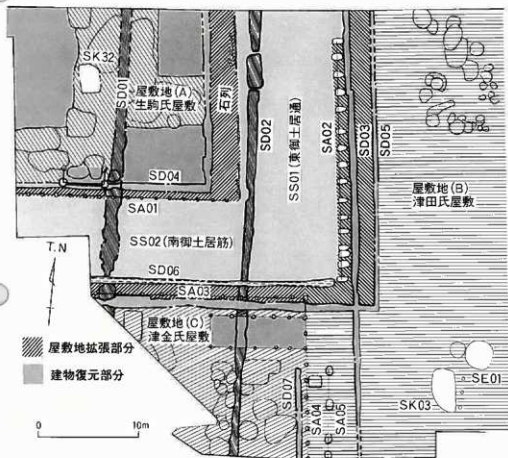 SK32
SD01
屋敷地(A)
生駒氏屋敷
石列
SD02
SS01(東御土居通)
SA02
SD03
SD05
屋敷地(B)
津田氏屋敷
SD04
SA01
SS02(南御土居筋)
T.N
SD06
SA03
屋敷地(C)
津金氏屋敷
屋敷地拡張部分
建物復元部分
SD07
SA04
SA05
SK03
SE01
0
10m